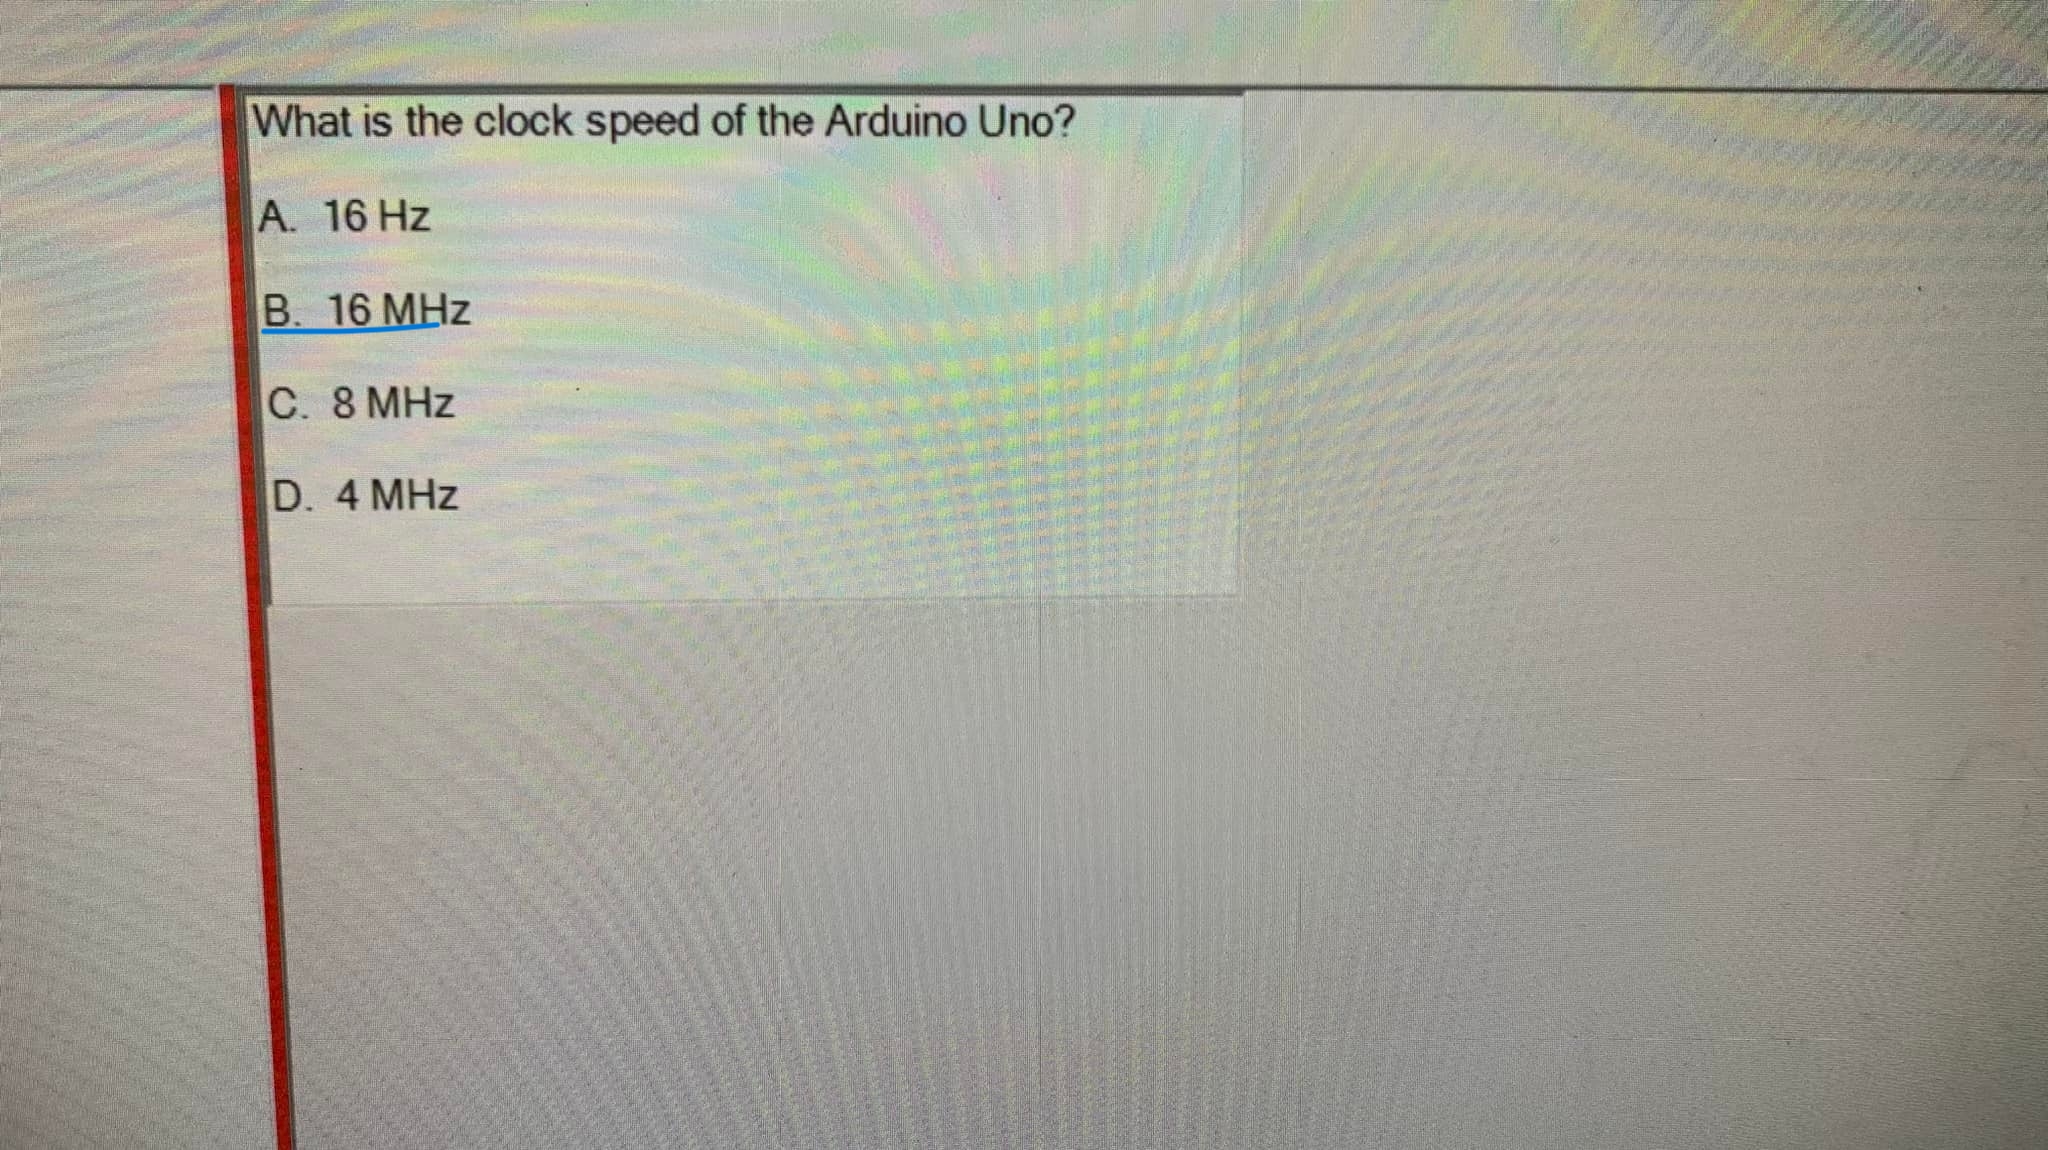 What is the clock speed of the Arduino Uno?
A. 16 Hz
B. 16 MHz
C. 8 MHz
D. 4 MHz